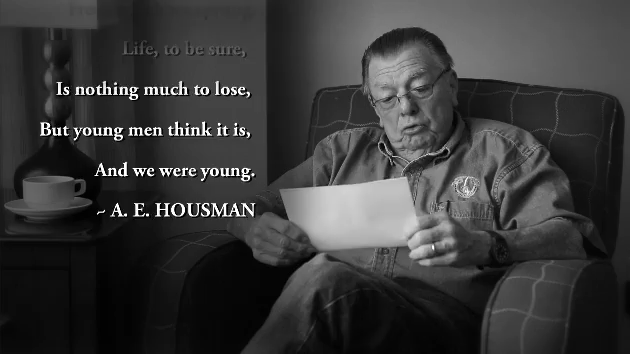 Life, to be sure,
Is nothing much to lose,
But young men think it is,
And we were young.
~ A. E. HOUSMAN